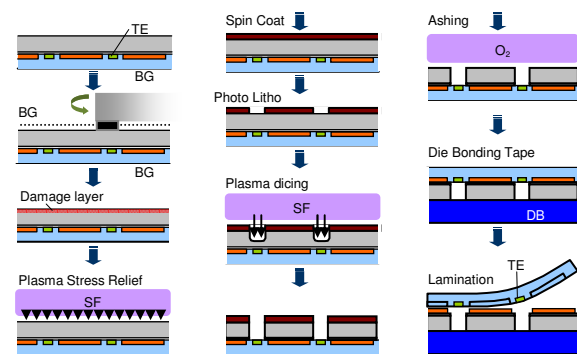 TE
BG
BG
BG
Damage layer
Plasma Stress Relief
SF
Spin Coat
Photo Litho
Plasma dicing
SF
Ashing
O₂
Die Bonding Tape
DB
Lamination
TE